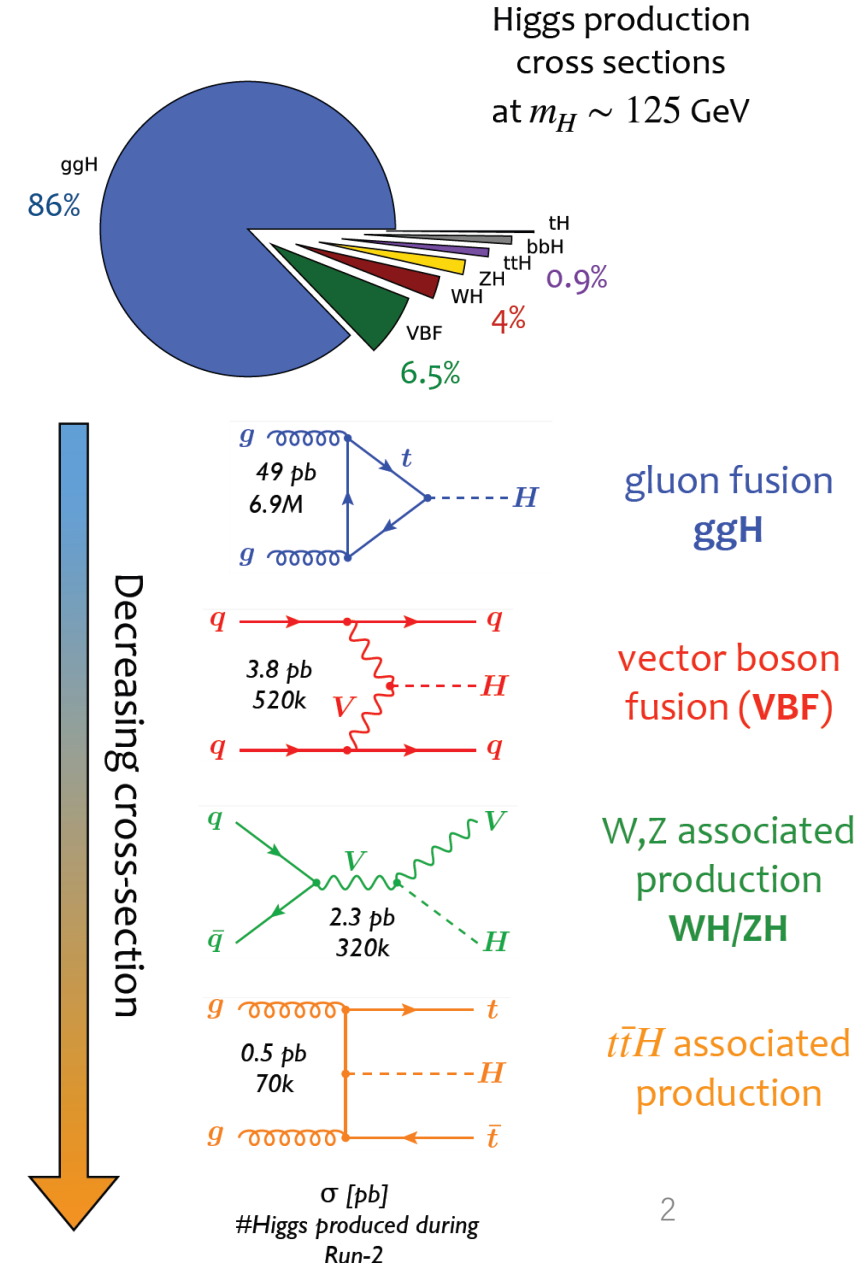 Higgs production
cross sections
at m_H ~ 125 GeV
ggH
86%
tH
bbH
ttH
0.9%
ZH
WH
4%
VBF
6.5%
Decreasing cross-section
g
49 pb
6.9M
t
H
g
gluon fusion
ggH
q
q
3.8 pb
520k
V
H
q
q
vector boson
fusion (VBF)
q
V
V
2.3 pb
320k
q̄
H
W,Z associated
production
WH/ZH
g
t
0.5 pb
70k
H
g
t̄
tt̄H associated
production
σ [pb]
#Higgs produced during
Run-2
2